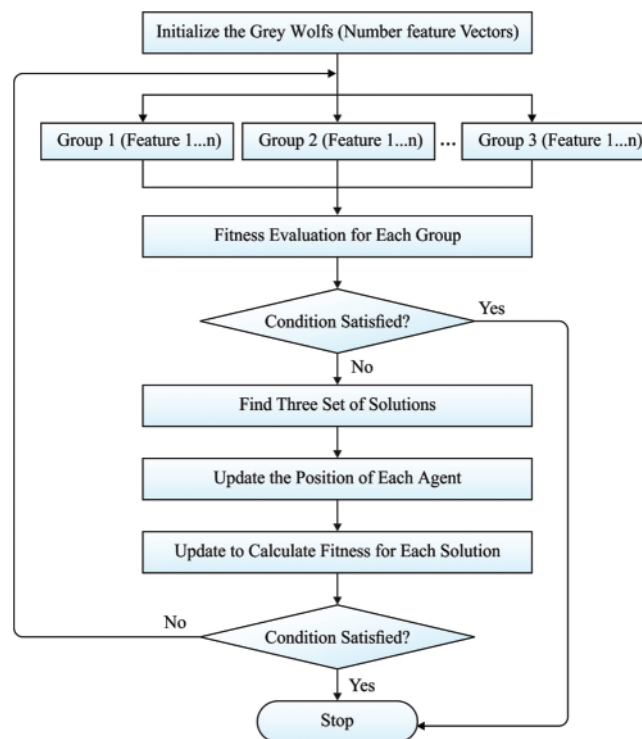 Initialize the Grey Wolfs (Number feature Vectors)
Group 1 (Feature 1...n)
Group 2 (Feature 1...n)
...
Group 3 (Feature 1...n)
Fitness Evaluation for Each Group
Condition Satisfied?
Yes
No
Find Three Set of Solutions
Update the Position of Each Agent
Update to Calculate Fitness for Each Solution
No
Condition Satisfied?
Yes
Stop